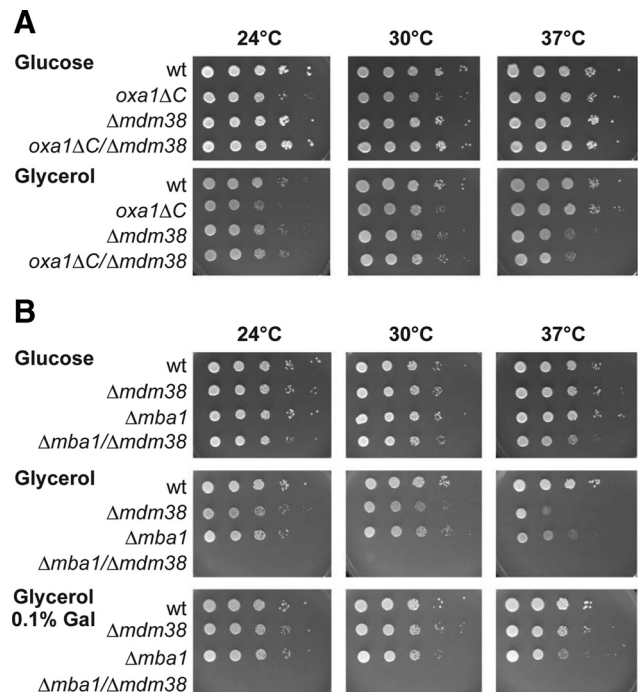 A
24°C 30°C 37°C
Glucose wt
oxa1ΔC
Δmdm38
oxa1ΔC/Δmdm38
Glycerol wt
oxa1ΔC
Δmdm38
oxa1ΔC/Δmdm38
B
24°C 30°C 37°C
Glucose wt
Δmdm38
Δmba1
Δmba1/Δmdm38
Glycerol wt
Δmdm38
Δmba1
Δmba1/Δmdm38
Glycerol wt
0.1% Gal
Δmdm38
Δmba1
Δmba1/Δmdm38